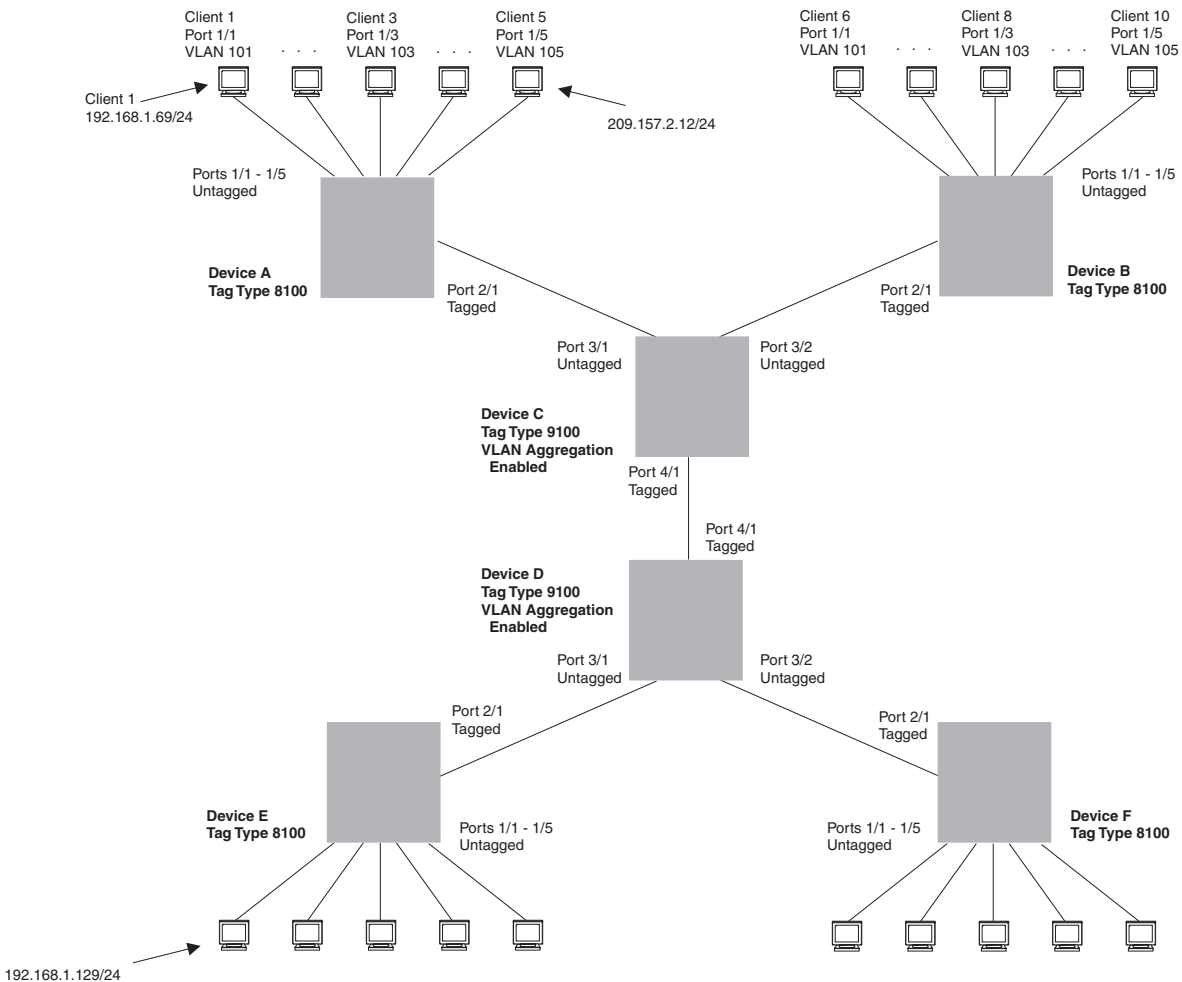 Client 1
Port 1/1
VLAN 101
. . .
Client 3
Port 1/3
VLAN 103
. . .
Client 5
Port 1/5
VLAN 105
Client 6
Port 1/1
VLAN 101
. . .
Client 8
Port 1/3
VLAN 103
. . .
Client 10
Port 1/5
VLAN 105
Client 1
192.168.1.69/24
209.157.2.12/24
Ports 1/1 - 1/5
Untagged
Ports 1/1 - 1/5
Untagged
Device A
Tag Type 8100
Port 2/1
Tagged
Port 2/1
Tagged
Device B
Tag Type 8100
Port 3/1
Untagged
Port 3/2
Untagged
Device C
Tag Type 9100
VLAN Aggregation
Enabled
Port 4/1
Tagged
Port 4/1
Tagged
Device D
Tag Type 9100
VLAN Aggregation
Enabled
Port 3/1
Untagged
Port 3/2
Untagged
Port 2/1
Tagged
Port 2/1
Tagged
Device E
Tag Type 8100
Ports 1/1 - 1/5
Untagged
Ports 1/1 - 1/5
Untagged
Device F
Tag Type 8100
192.168.1.129/24